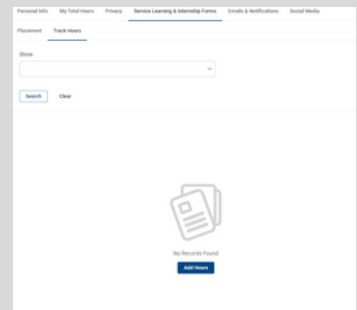 Personal Info My Total Hours Privacy Service Learning & Internship Forms Emails & Notifications Social Media
Placement Track Hours
Show
Search Clear
No Records Found
Add Hours